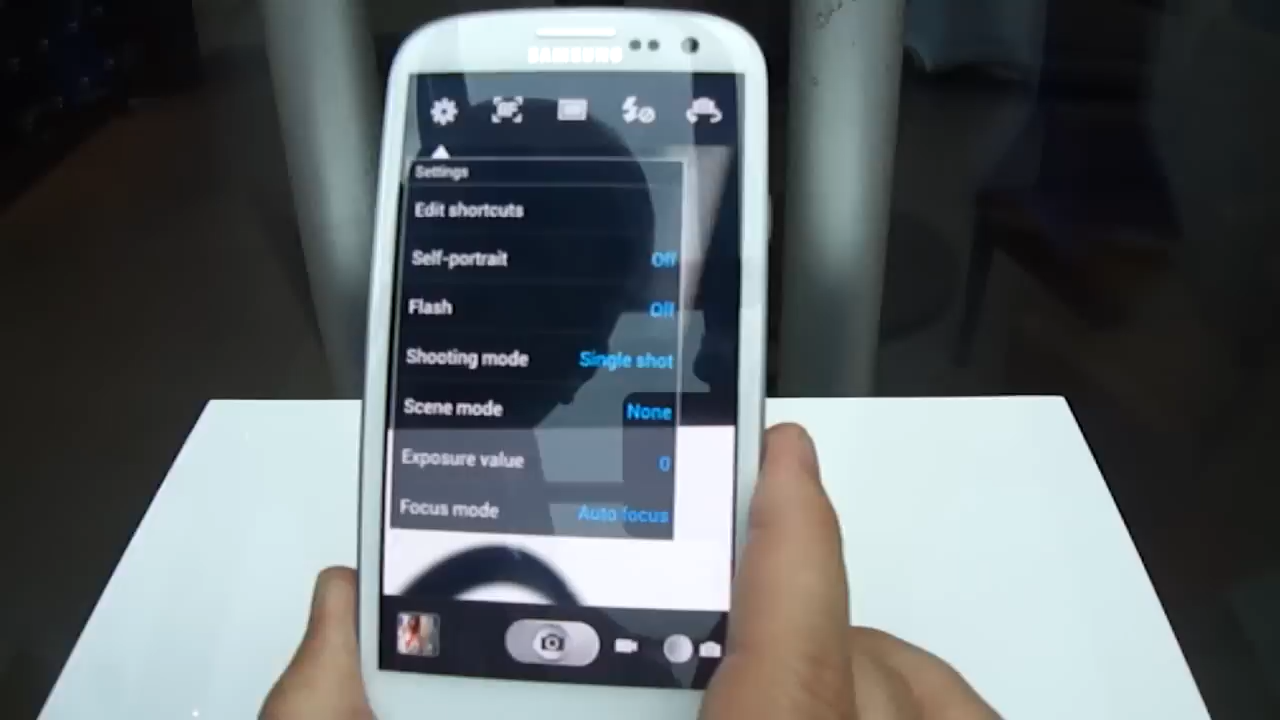 SAMSUNG
Settings
Edit shortcuts
Self-portrait Off
Flash Off
Shooting mode Single shot
Scene mode None
Exposure value 0
Focus mode Auto focus